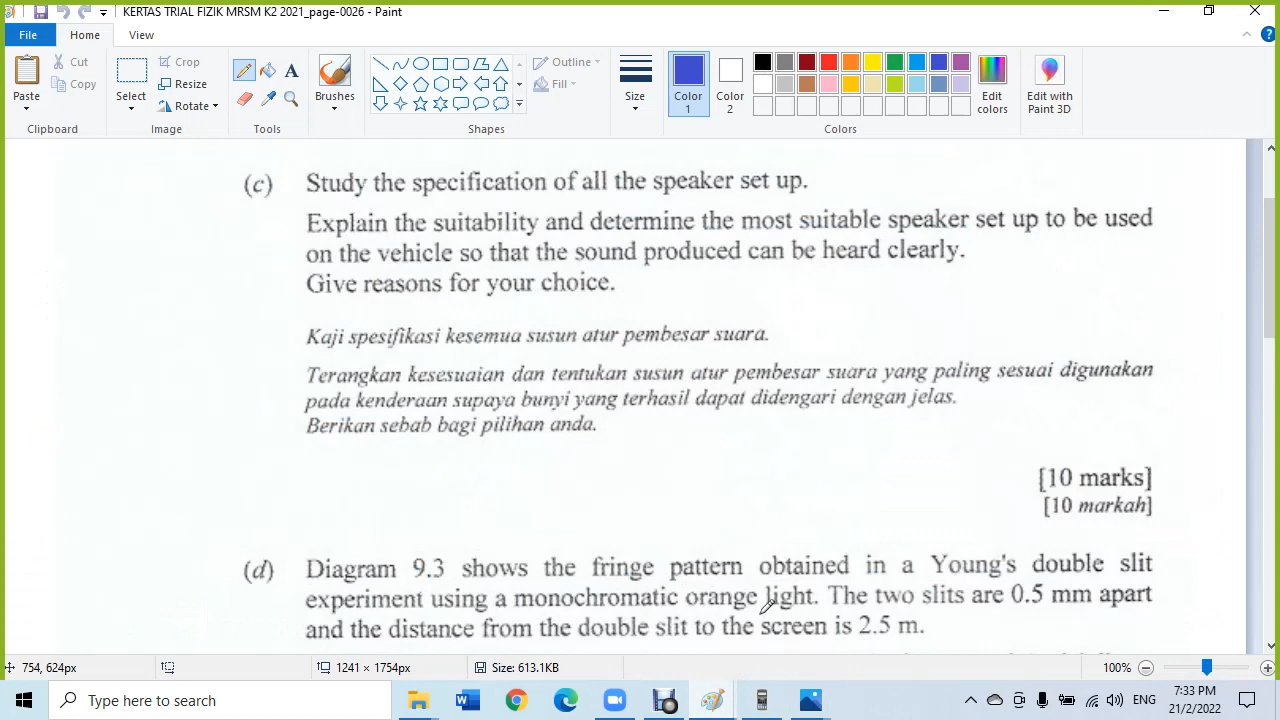 KERTAS TRIAL FIZIK MRSM K2 2021_page-0026 - Paint
File Home View
Paste Cut Copy Select Crop Resize Rotate A Brushes Outline Fill Size Color 1 Color 2 Edit colors Edit with Paint 3D
Clipboard Image Tools Shapes Colors
(c) Study the specification of all the speaker set up.
Explain the suitability and determine the most suitable speaker set up to be used
on the vehicle so that the sound produced can be heard clearly.
Give reasons for your choice.
Kaji spesifikasi kesemua susun atur pembesar suara.
Terangkan kesesuaian dan tentukan susun atur pembesar suara yang paling sesuai digunakan
pada kenderaan supaya bunyi yang terhasil dapat didengari dengan jelas.
Berikan sebab bagi pilihan anda.
[10 marks]
[10 markah]
(d) Diagram 9.3 shows the fringe pattern obtained in a Young's double slit
experiment using a monochromatic orange light. The two slits are 0.5 mm apart
and the distance from the double slit to the screen is 2.5 m.
754, 624px 1241 × 1754px Size: 613.1KB 100%
Type here to search ENG 7:33 PM
21/2/2022